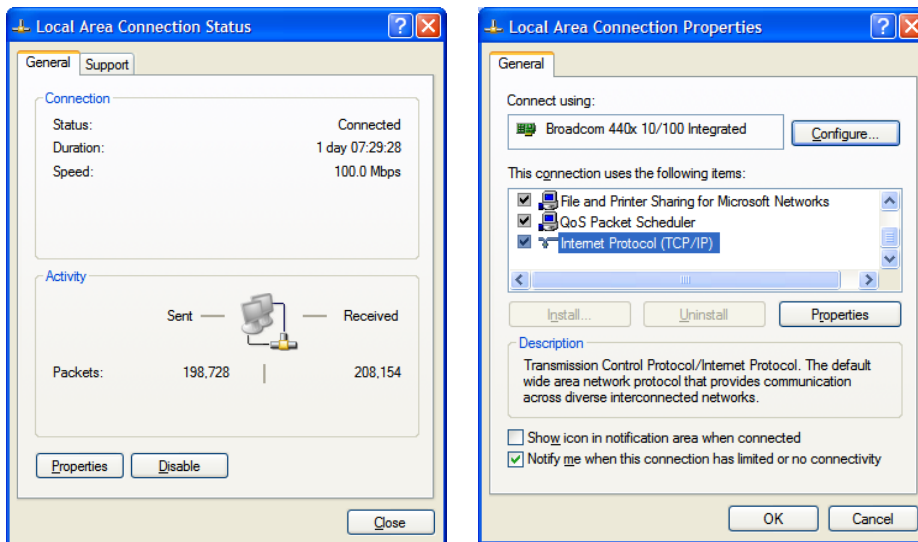 Local Area Connection Status
General
Support
Connection
Status: Connected
Duration: 1 day 07:29:28
Speed: 100.0 Mbps
Activity
Sent — — Received
Packets: 198,728 | 208,154
Properties
Disable
Close
Local Area Connection Properties
General
Connect using:
Broadcom 440x 10/100 Integrated
Configure...
This connection uses the following items:
File and Printer Sharing for Microsoft Networks
QoS Packet Scheduler
Internet Protocol (TCP/IP)
Install...
Uninstall
Properties
Description
Transmission Control Protocol/Internet Protocol. The default
wide area network protocol that provides communication
across diverse interconnected networks.
Show icon in notification area when connected
Notify me when this connection has limited or no connectivity
OK
Cancel